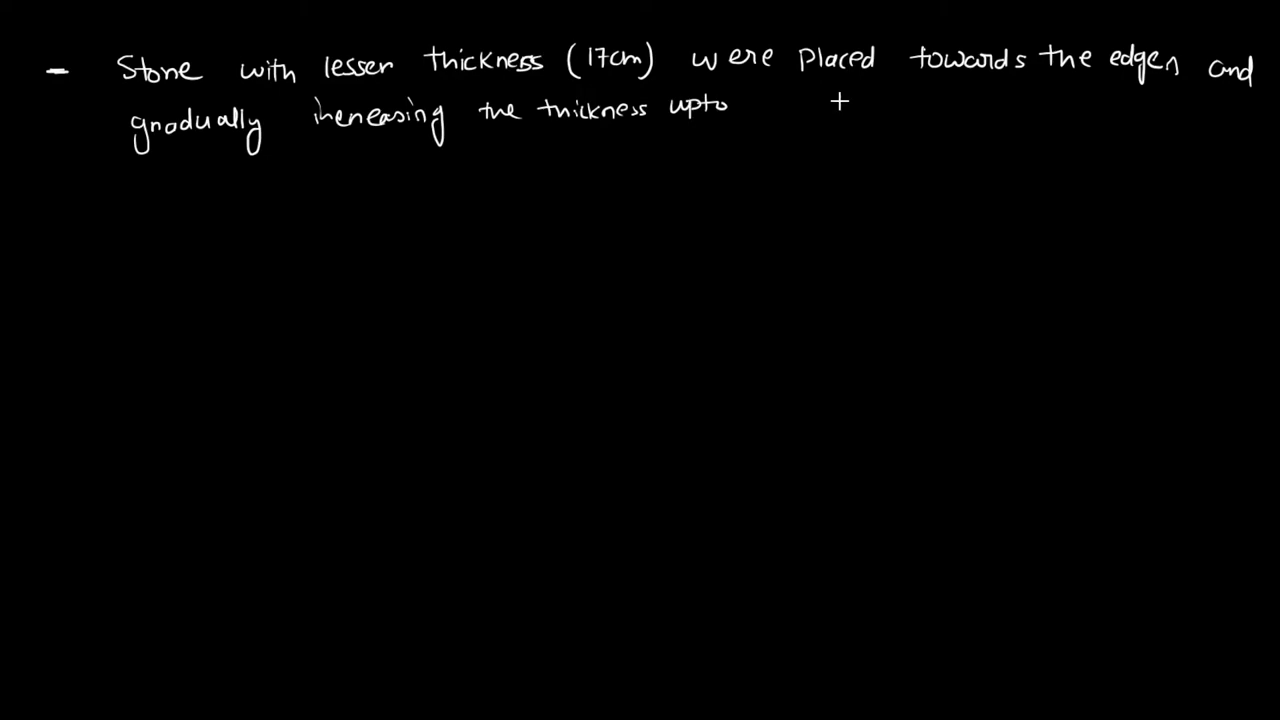 - Stone with lesser thickness (17cm) were placed towards the edges and
gradually increasing the thickness upto